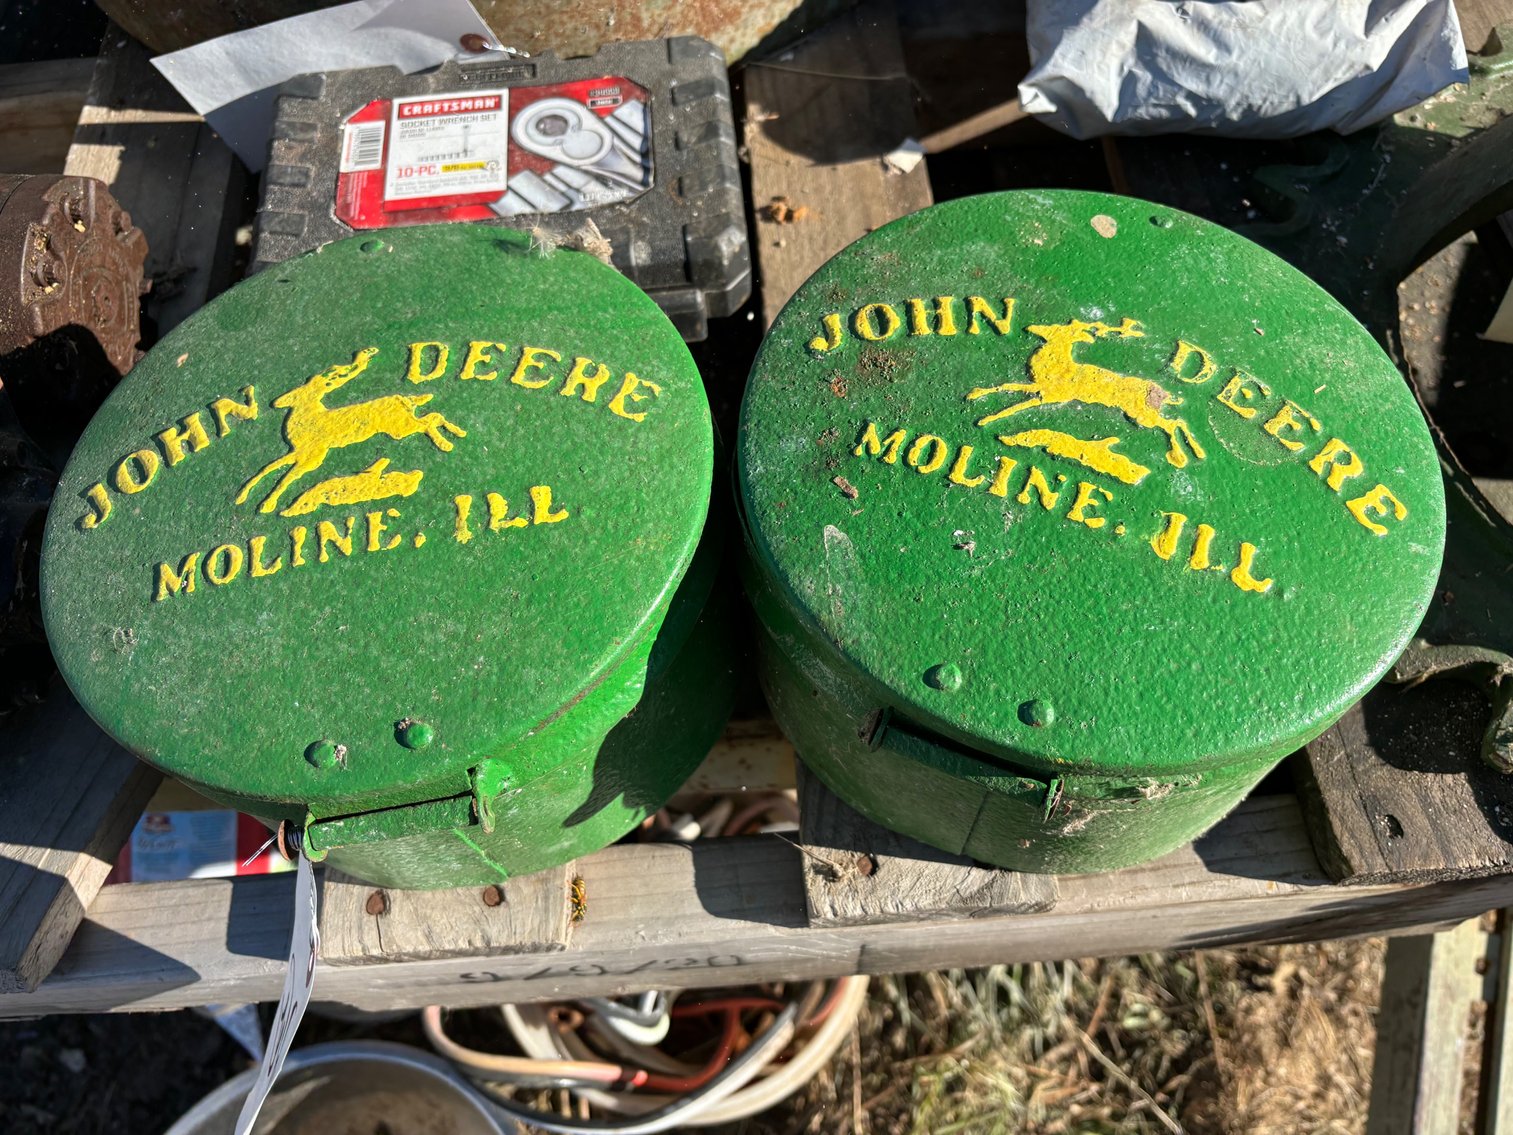 CRAFTSMAN
SOCKET WRENCH SET
10-PC.
JOHN DEERE
MOLINE, ILL
JOHN DEERE
MOLINE. ILL